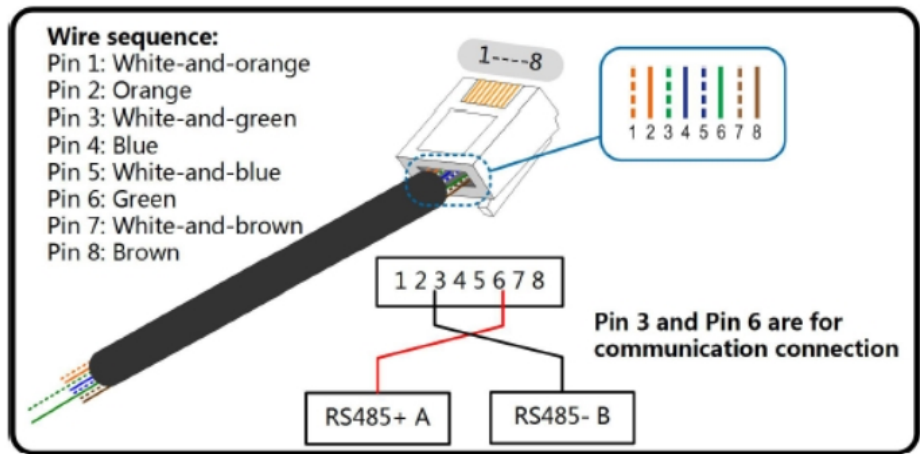 Wire sequence:
Pin 1: White-and-orange
Pin 2: Orange
Pin 3: White-and-green
Pin 4: Blue
Pin 5: White-and-blue
Pin 6: Green
Pin 7: White-and-brown
Pin 8: Brown
1----8
1 2 3 4 5 6 7 8
1 2 3 4 5 6 7 8
Pin 3 and Pin 6 are for
communication connection
RS485+ A
RS485- B